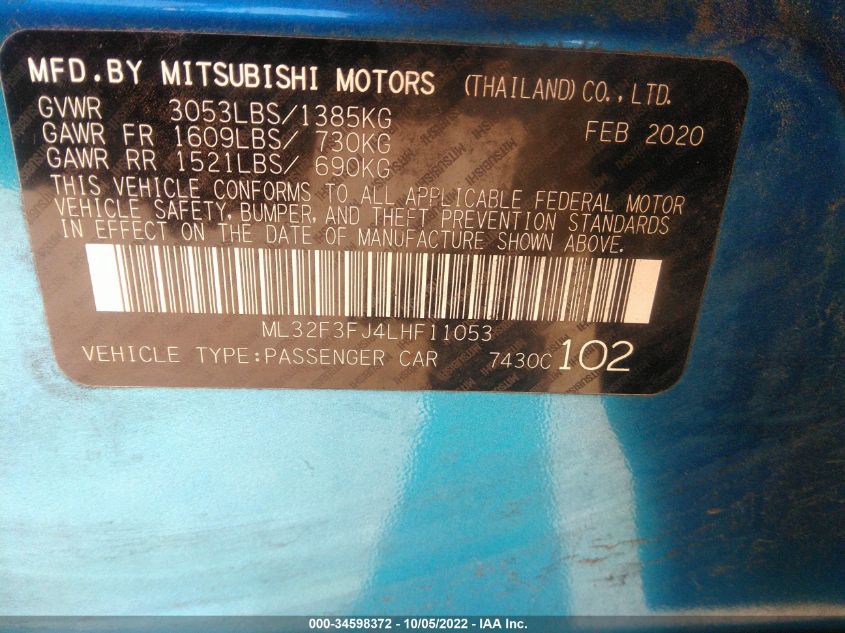 MFD.BY MITSUBISHI MOTORS (THAILAND) CO., LTD.
GVWR 3053LBS/1385KG FEB 2020
GAWR FR 1609LBS/ 730KG
GAWR RR 1521LBS/ 690KG
THIS VEHICLE CONFORMS TO ALL APPLICABLE FEDERAL MOTOR
VEHICLE SAFETY, BUMPER, AND THEFT PREVENTION STANDARDS
IN EFFECT ON THE DATE OF MANUFACTURE SHOWN ABOVE.
ML32F3FJ4LHF11053
VEHICLE TYPE:PASSENGER CAR 7430C 102
000-34598372 - 10/05/2022 - IAA Inc.